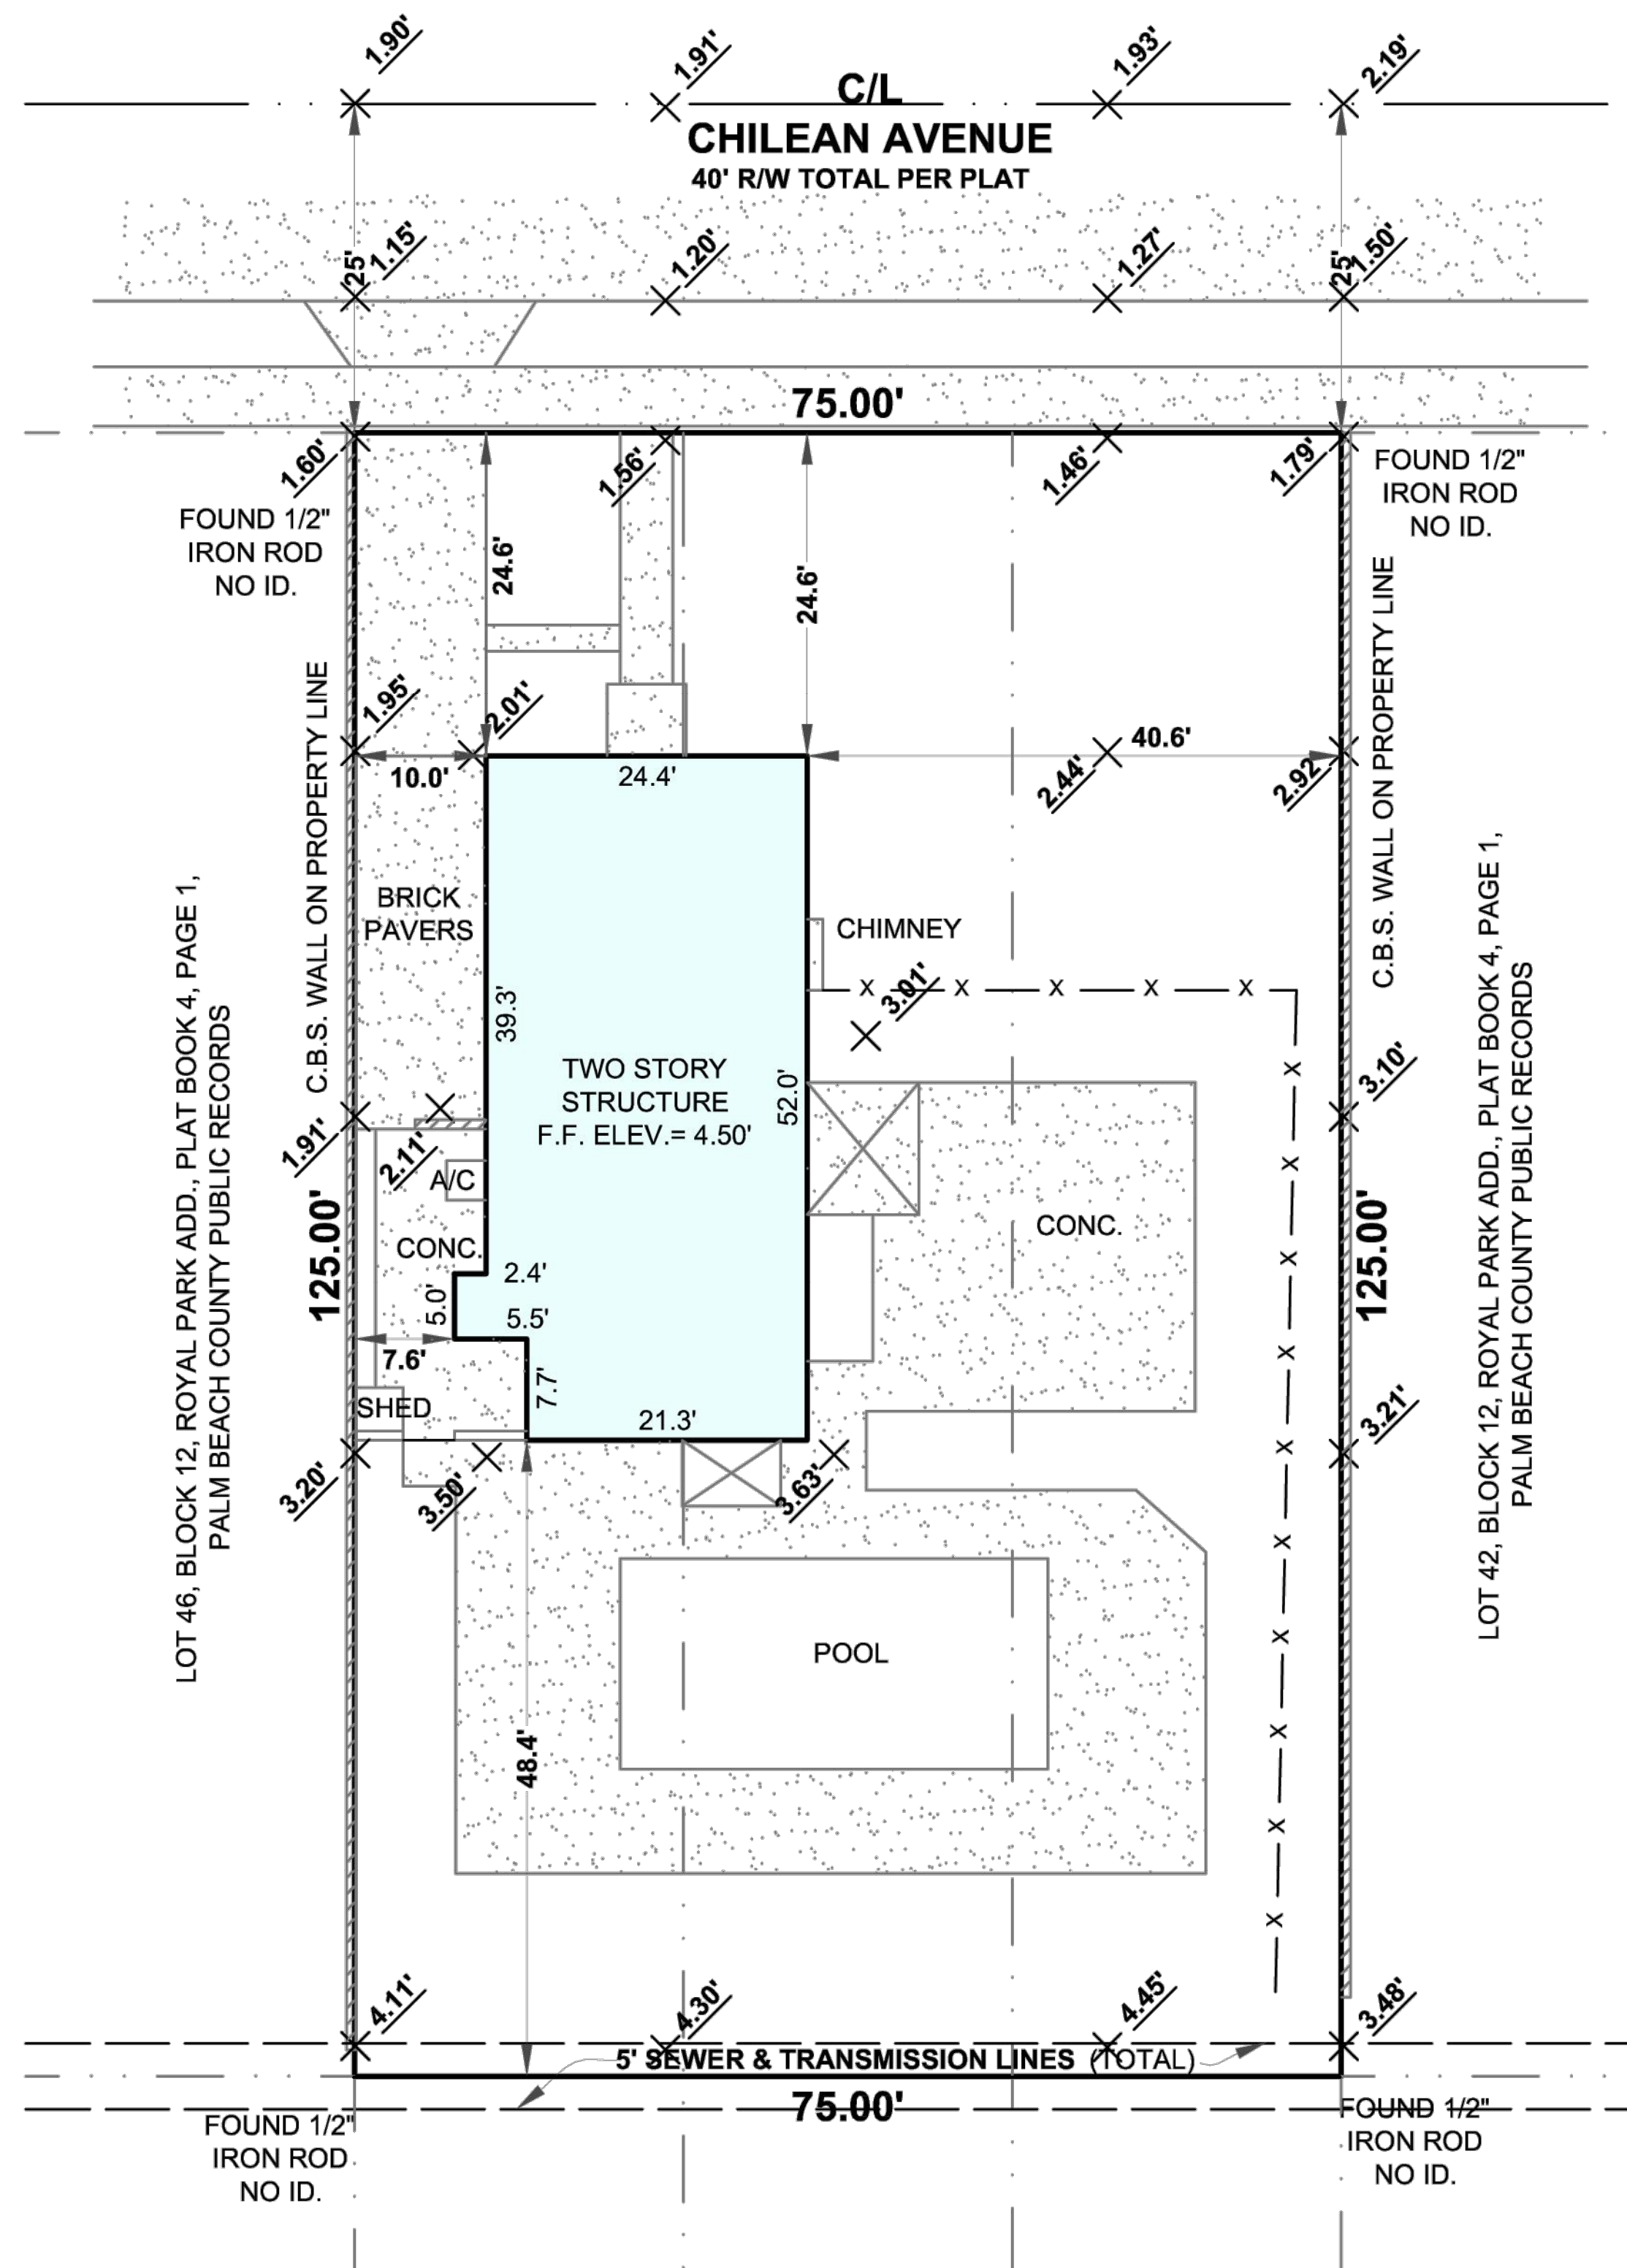 1.90'
1.91'
1.93'
2.19'
C/L
CHILEAN AVENUE
40' R/W TOTAL PER PLAT
25'
1.15'
1.20'
1.27'
25'
1.50'
75.00'
1.60'
1.56'
1.46'
1.79'
FOUND 1/2"
IRON ROD
NO ID.
FOUND 1/2"
IRON ROD
NO ID.
24.6'
24.6'
C.B.S. WALL ON PROPERTY LINE
C.B.S. WALL ON PROPERTY LINE
1.95'
2.01'
10.0'
24.4'
40.6'
2.44'
2.92'
BRICK
PAVERS
CHIMNEY
X X X X X
3.01'
39.3'
TWO STORY
STRUCTURE
F.F. ELEV.= 4.50'
52.0'
X
3.10'
1.91'
2.11'
A/C
X
CONC.
CONC.
125.00'
125.00'
X
2.4'
5.0'
5.5'
X
7.6'
7.7'
SHED
21.3'
3.21'
X
3.20'
3.50'
3.63'
X
LOT 46, BLOCK 12, ROYAL PARK ADD., PLAT BOOK 4, PAGE 1,
PALM BEACH COUNTY PUBLIC RECORDS
LOT 42, BLOCK 12, ROYAL PARK ADD., PLAT BOOK 4, PAGE 1,
PALM BEACH COUNTY PUBLIC RECORDS
X
POOL
X
48.4'
X
X
4.11'
4.30'
4.45'
3.48'
5' SEWER & TRANSMISSION LINES (TOTAL)
75.00'
FOUND 1/2"
IRON ROD
NO ID.
FOUND 1/2"
IRON ROD
NO ID.